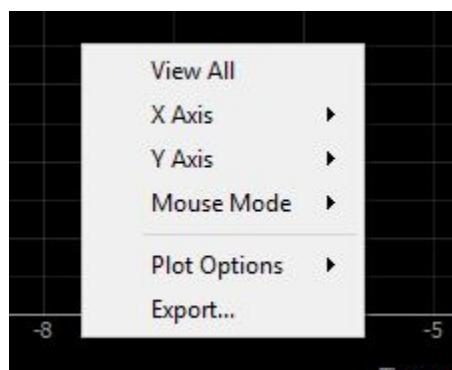 View All
X Axis
Y Axis
Mouse Mode
Plot Options
Export...
-8
-5